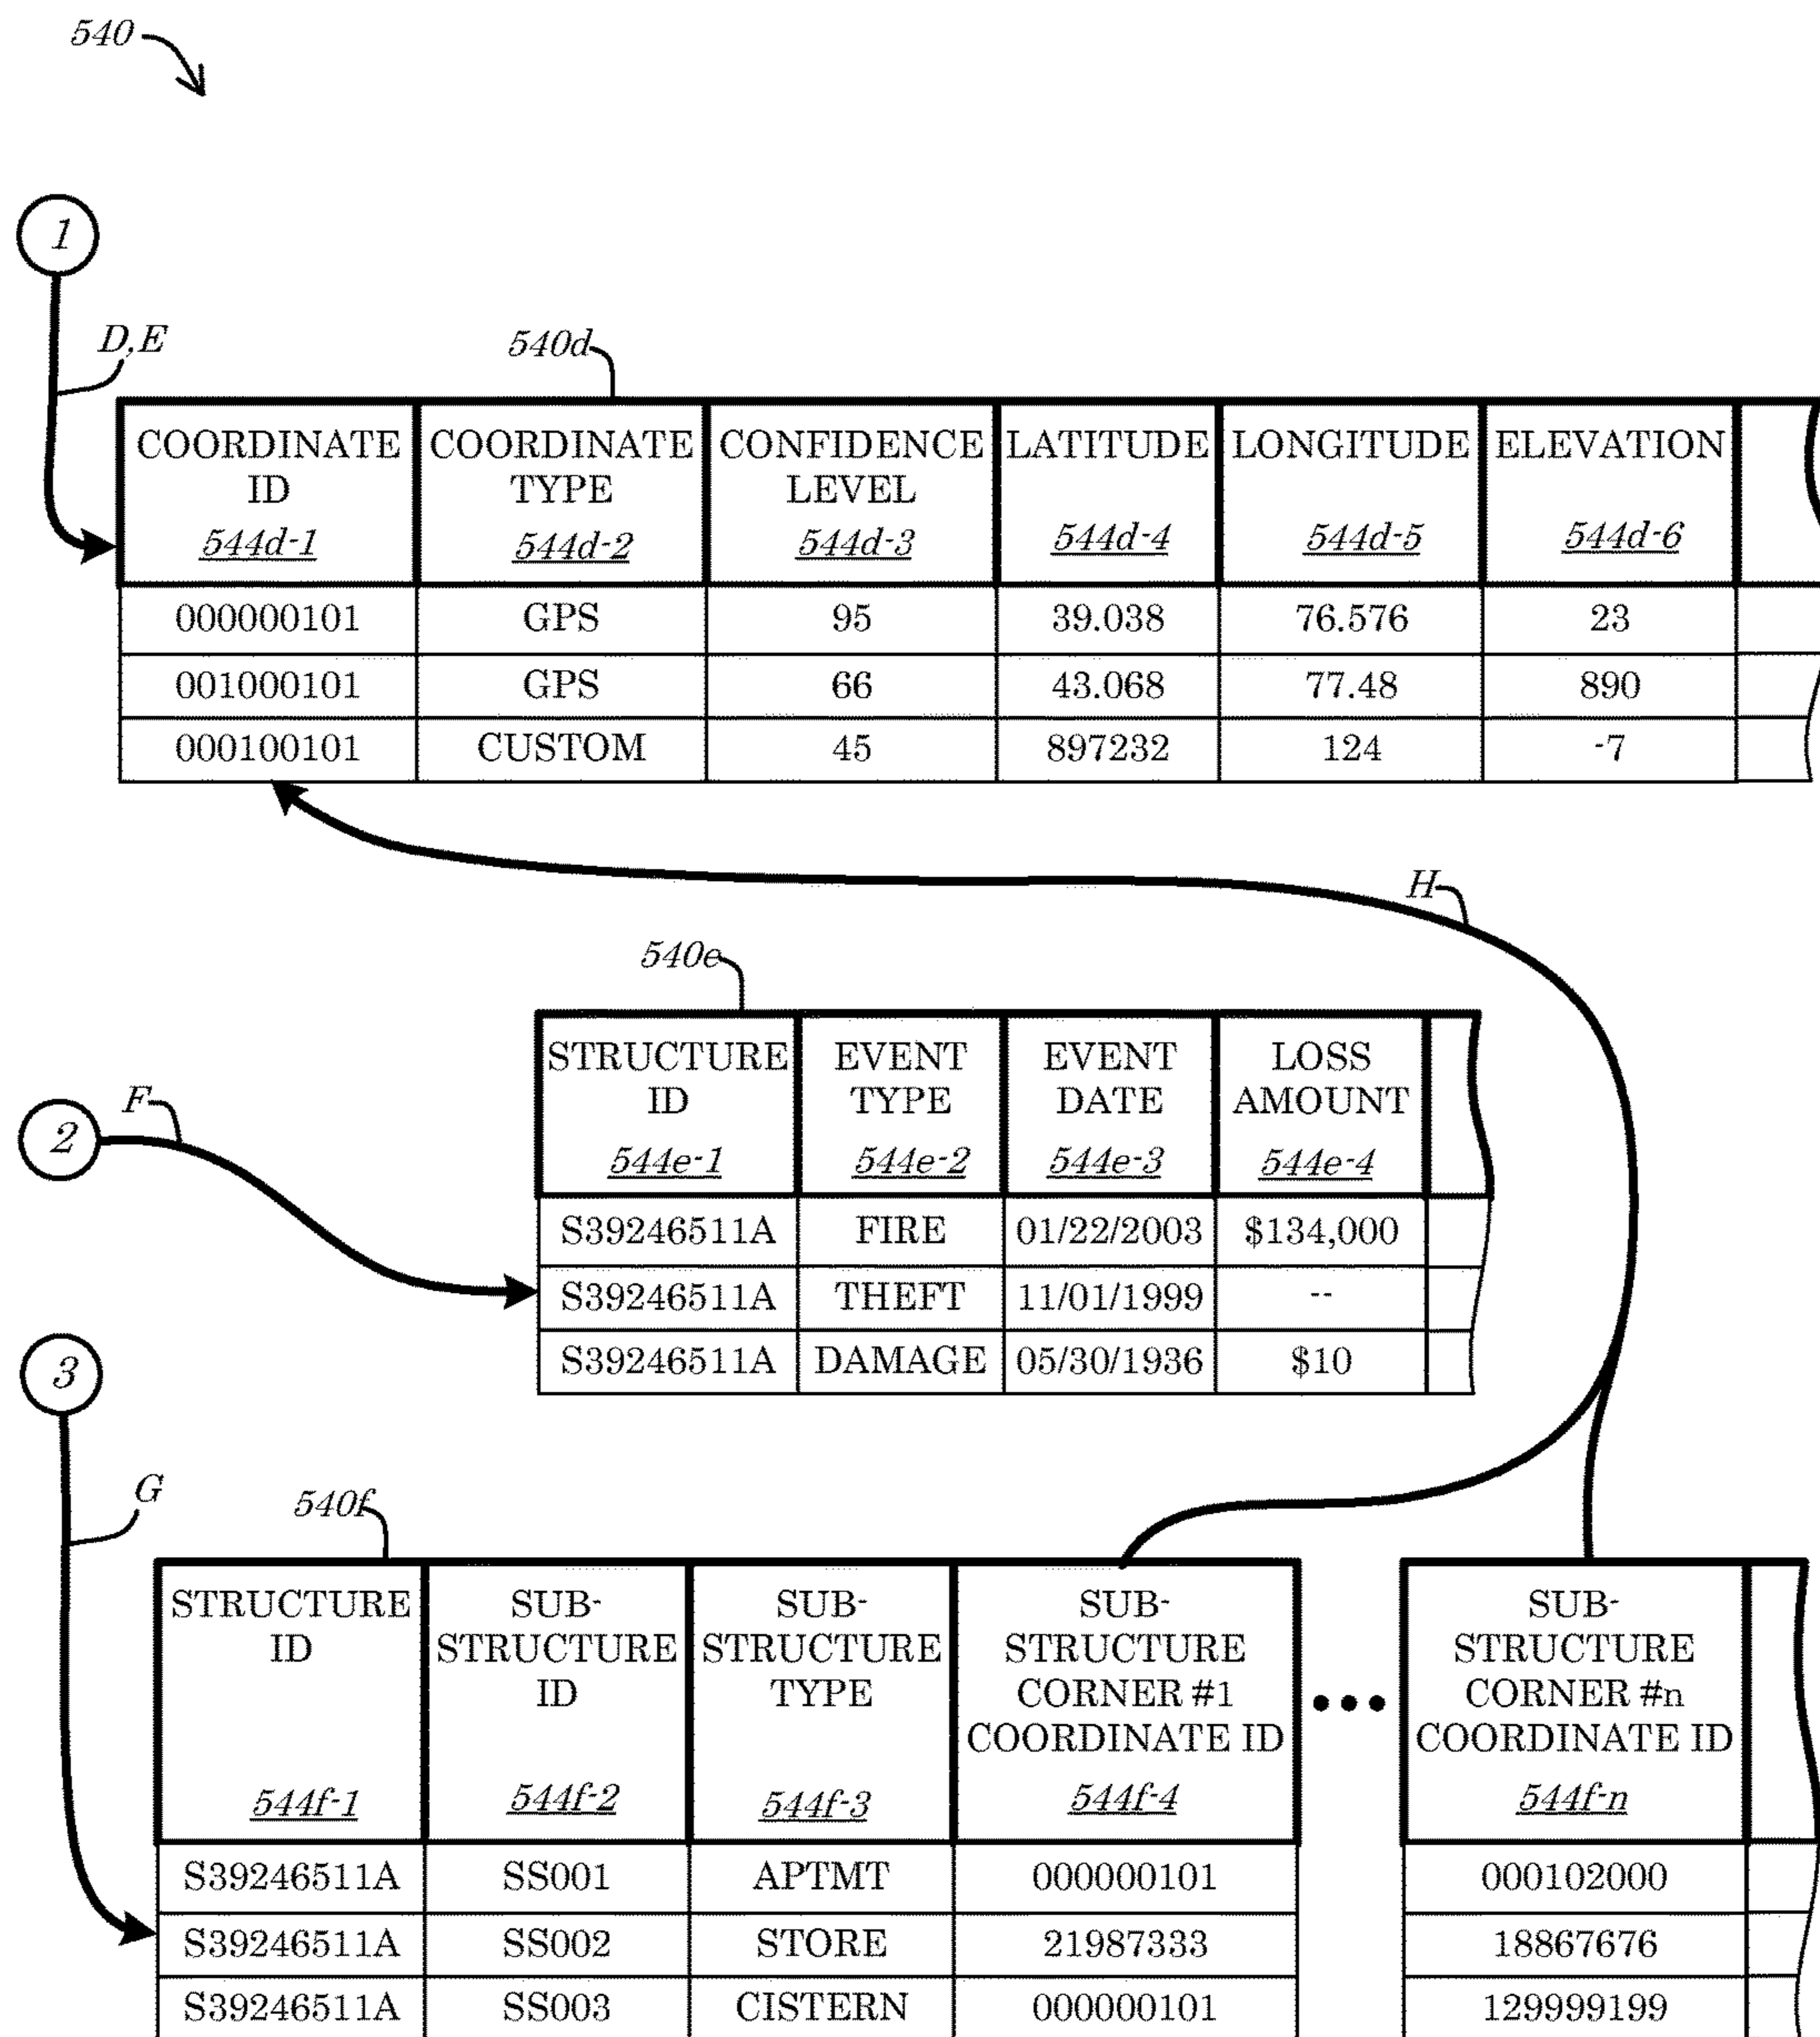 540
1
D,E
540d
COORDINATE ID 544d-1
COORDINATE TYPE 544d-2
CONFIDENCE LEVEL 544d-3
LATITUDE 544d-4
LONGITUDE 544d-5
ELEVATION 544d-6
000000101 GPS 95 39.038 76.576 23
001000101 GPS 66 43.068 77.48 890
000100101 CUSTOM 45 897232 124 -7
H
540e
2
F
STRUCTURE ID 544e-1
EVENT TYPE 544e-2
EVENT DATE 544e-3
LOSS AMOUNT 544e-4
S39246511A FIRE 01/22/2003 $134,000
S39246511A THEFT 11/01/1999 --
S39246511A DAMAGE 05/30/1936 $10
3
G
540f
STRUCTURE ID 544f-1
SUB-STRUCTURE ID 544f-2
SUB-STRUCTURE TYPE 544f-3
SUB-STRUCTURE CORNER #1 COORDINATE ID 544f-4
•••
SUB-STRUCTURE CORNER #n COORDINATE ID 544f-n
S39246511A SS001 APTMT 000000101 000102000
S39246511A SS002 STORE 21987333 18867676
S39246511A SS003 CISTERN 000000101 129999199